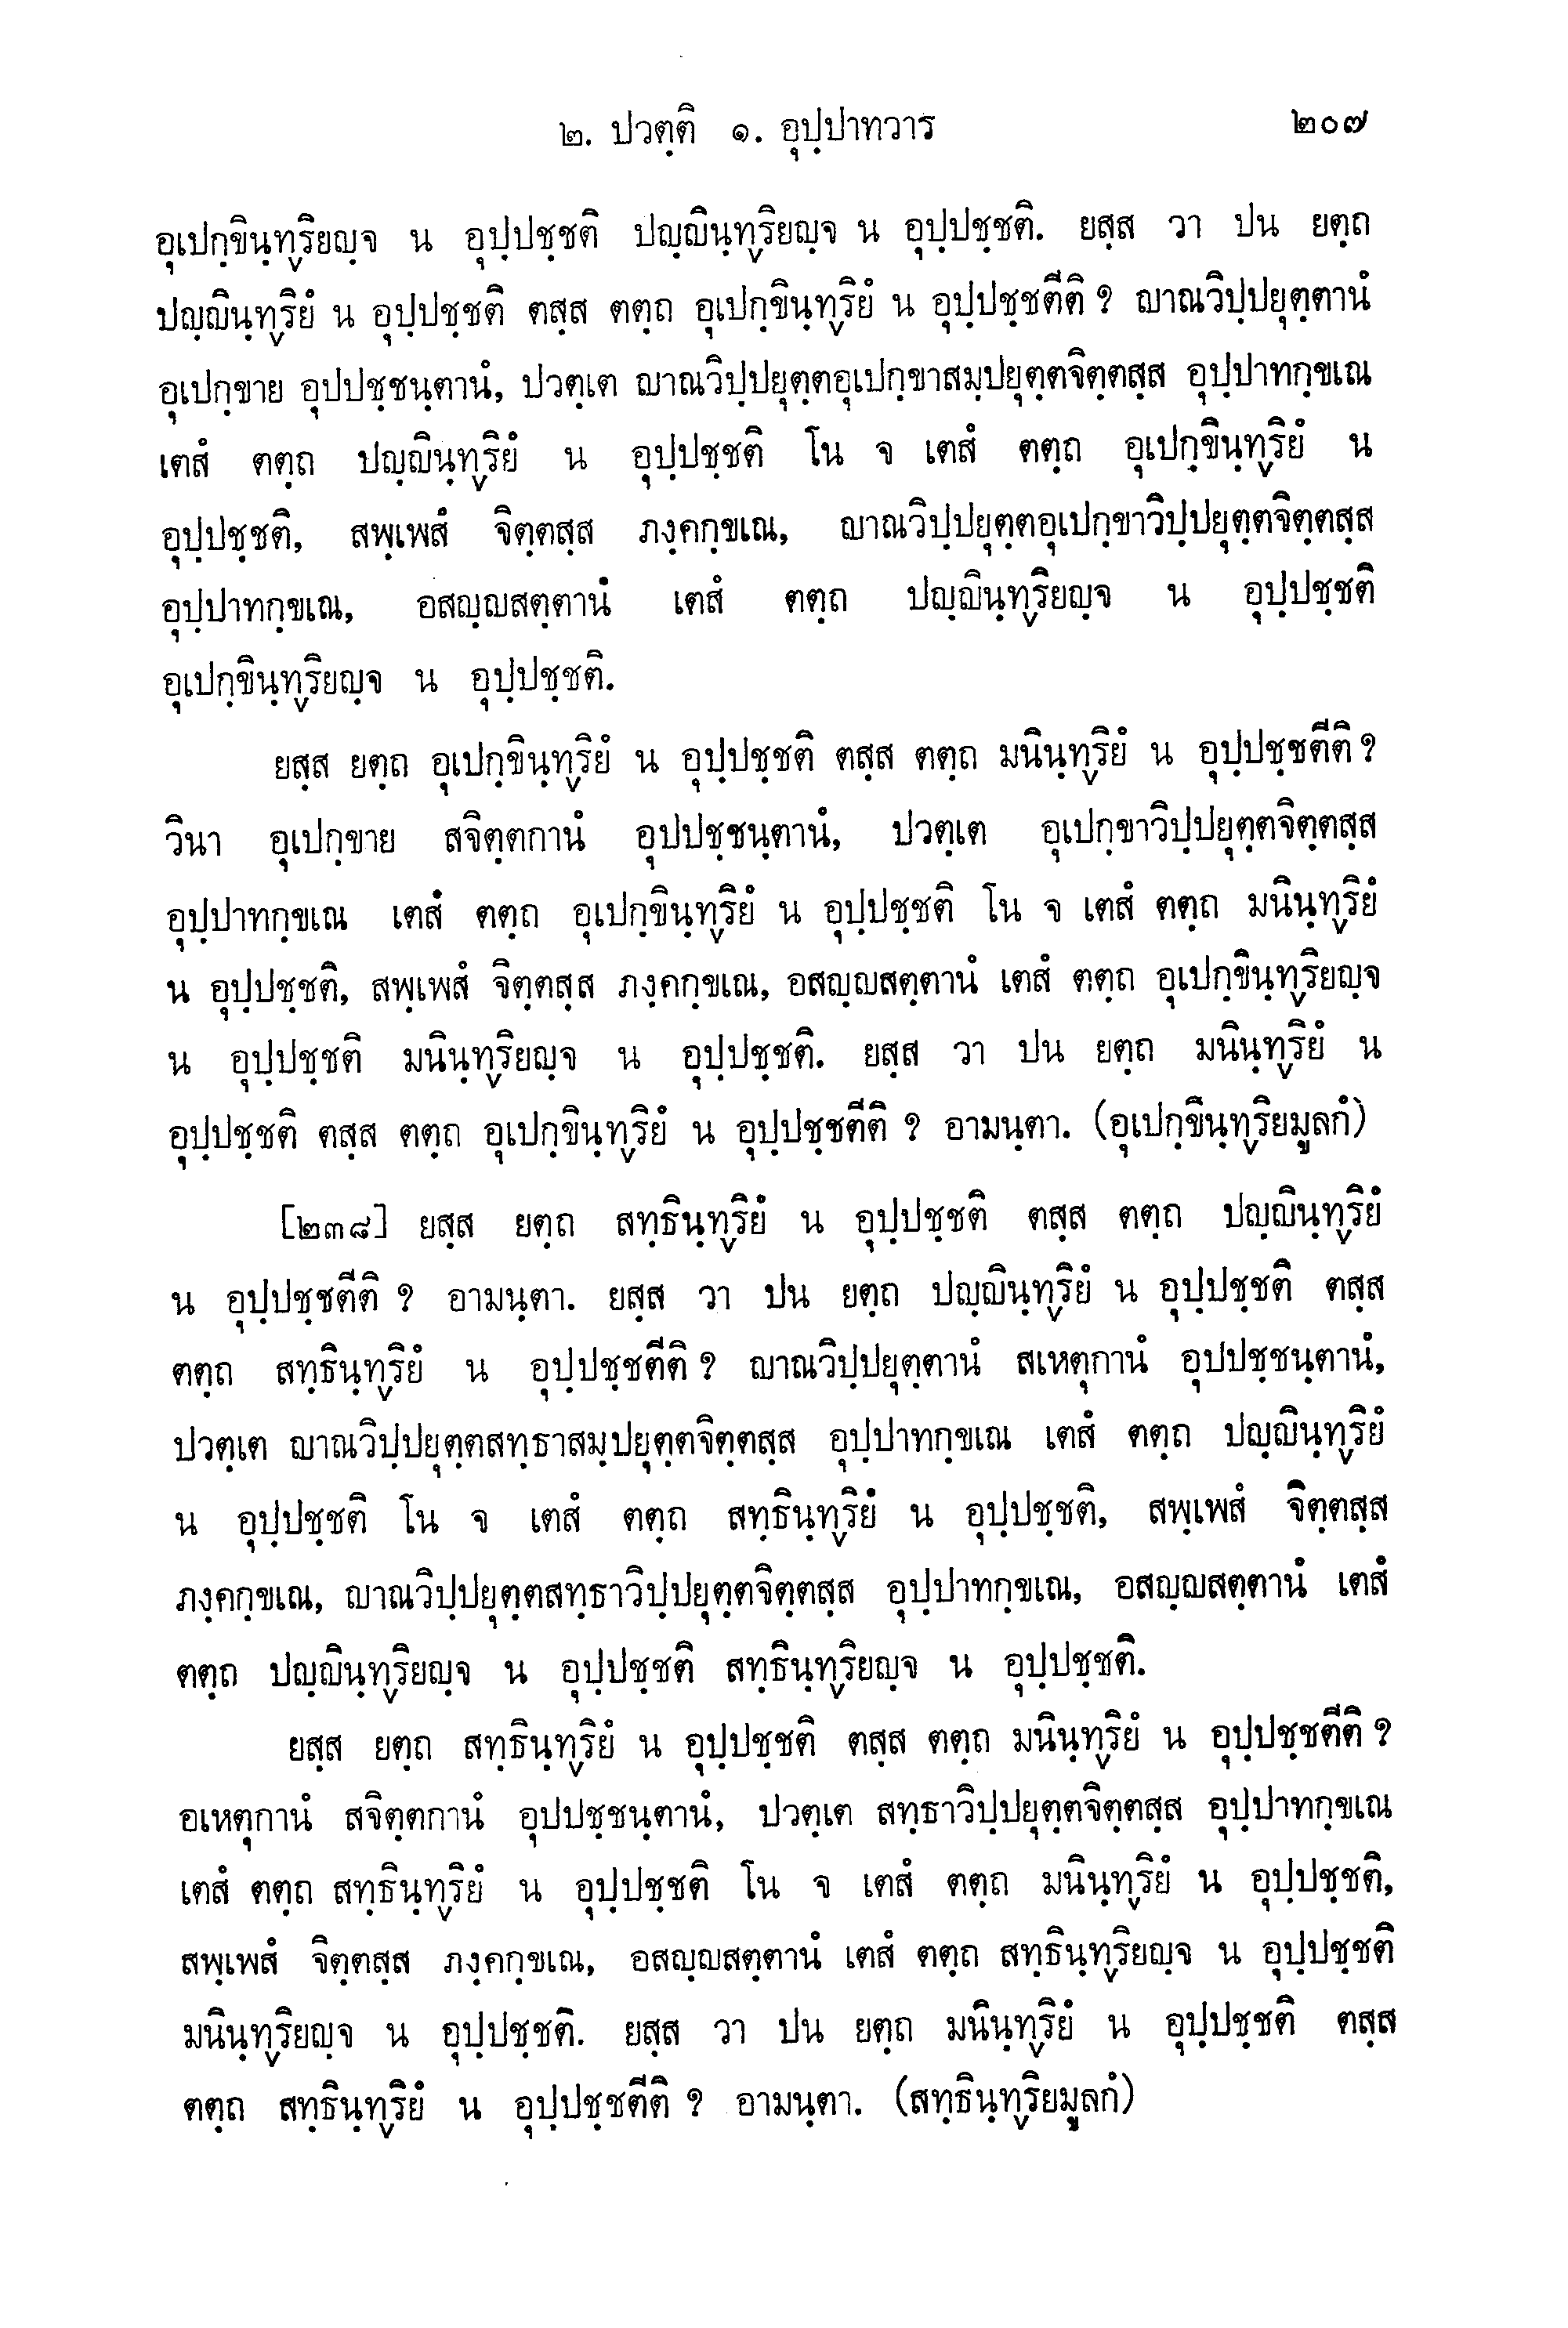 ๒. ปวตฺติ ๑. อุปฺปาทวาร ๒๐๗
อุเปกฺขินฺทฺริยญฺจ น อุปฺปชฺชติ ปญฺญินฺทฺริยญฺจ น อุปฺปชฺชติ. ยสฺส วา ปน ยตฺถ
ปญฺญินฺทฺริยํ น อุปฺปชฺชติ ตสฺส ตตฺถ อุเปกฺขินฺทฺริยํ น อุปฺปชฺชตีติ ? ญาณวิปฺปยุตฺตานํ
อุเปกฺขาย อุปปชฺชนฺตานํ, ปวตฺเต ญาณวิปฺปยุตฺตอุเปกฺขาสมฺปยุตฺตจิตฺตสฺส อุปฺปาทกฺขเณ
เตสํ ตตฺถ ปญฺญินฺทฺริยํ น อุปฺปชฺชติ โน จ เตสํ ตตฺถ อุเปกฺขินฺทฺริยํ น
อุปฺปชฺชติ, สพฺเพสํ จิตฺตสฺส ภงฺคกฺขเณ, ญาณวิปฺปยุตฺตอุเปกฺขาวิปฺปยุตฺตจิตฺตสฺส
อุปฺปาทกฺขเณ, อสญฺญสตฺตานํ เตสํ ตตฺถ ปญฺญินฺทฺริยญฺจ น อุปฺปชฺชติ
อุเปกฺขินฺทฺริยญฺจ น อุปฺปชฺชติ.
ยสฺส ยตฺถ อุเปกฺขินฺทฺริยํ น อุปฺปชฺชติ ตสฺส ตตฺถ มนินฺทฺริยํ น อุปฺปชฺชตีติ ?
วินา อุเปกฺขาย สจิตฺตกานํ อุปปชฺชนฺตานํ, ปวตฺเต อุเปกฺขาวิปฺปยุตฺตจิตฺตสฺส
อุปฺปาทกฺขเณ เตสํ ตตฺถ อุเปกฺขินฺทฺริยํ น อุปฺปชฺชติ โน จ เตสํ ตตฺถ มนินฺทฺริยํ
น อุปฺปชฺชติ, สพฺเพสํ จิตฺตสฺส ภงฺคกฺขเณ, อสญฺญสตฺตานํ เตสํ ตตฺถ อุเปกฺขินฺทฺริยญฺจ
น อุปฺปชฺชติ มนินฺทฺริยญฺจ น อุปฺปชฺชติ. ยสฺส วา ปน ยตฺถ มนินฺทฺริยํ น
อุปฺปชฺชติ ตสฺส ตตฺถ อุเปกฺขินฺทฺริยํ น อุปฺปชฺชตีติ ? อามนฺตา. (อุเปกฺขินฺทฺริยมูลกํ)
[๒๓๘] ยสฺส ยตฺถ สทฺธินฺทฺริยํ น อุปฺปชฺชติ ตสฺส ตตฺถ ปญฺญินฺทฺริยํ
น อุปฺปชฺชตีติ ? อามนฺตา. ยสฺส วา ปน ยตฺถ ปญฺญินฺทฺริยํ น อุปฺปชฺชติ ตสฺส
ตตฺถ สทฺธินฺทฺริยํ น อุปฺปชฺชตีติ ? ญาณวิปฺปยุตฺตานํ สเหตุกานํ อุปปชฺชนฺตานํ,
ปวตฺเต ญาณวิปฺปยุตฺตสทฺธาสมฺปยุตฺตจิตฺตสฺส อุปฺปาทกฺขเณ เตสํ ตตฺถ ปญฺญินฺทฺริยํ
น อุปฺปชฺชติ โน จ เตสํ ตตฺถ สทฺธินฺทฺริยํ น อุปฺปชฺชติ, สพฺเพสํ จิตฺตสฺส
ภงฺคกฺขเณ, ญาณวิปฺปยุตฺตสทฺธาวิปฺปยุตฺตจิตฺตสฺส อุปฺปาทกฺขเณ, อสญฺญสตฺตานํ เตสํ
ตตฺถ ปญฺญินฺทฺริยญฺจ น อุปฺปชฺชติ สทฺธินฺทฺริยญฺจ น อุปฺปชฺชติ.
ยสฺส ยตฺถ สทฺธินฺทฺริยํ น อุปฺปชฺชติ ตสฺส ตตฺถ มนินฺทฺริยํ น อุปฺปชฺชตีติ ?
อเหตุกานํ สจิตฺตกานํ อุปปชฺชนฺตานํ, ปวตฺเต สทฺธาวิปฺปยุตฺตจิตฺตสฺส อุปฺปาทกฺขเณ
เตสํ ตตฺถ สทฺธินฺทฺริยํ น อุปฺปชฺชติ โน จ เตสํ ตตฺถ มนินฺทฺริยํ น อุปฺปชฺชติ,
สพฺเพสํ จิตฺตสฺส ภงฺคกฺขเณ, อสญฺญสตฺตานํ เตสํ ตตฺถ สทฺธินฺทฺริยญฺจ น อุปฺปชฺชติ
มนินฺทฺริยญฺจ น อุปฺปชฺชติ. ยสฺส วา ปน ยตฺถ มนินฺทฺริยํ น อุปฺปชฺชติ ตสฺส
ตตฺถ สทฺธินฺทฺริยํ น อุปฺปชฺชตีติ ? อามนฺตา. (สทฺธินฺทฺริยมูลกํ)